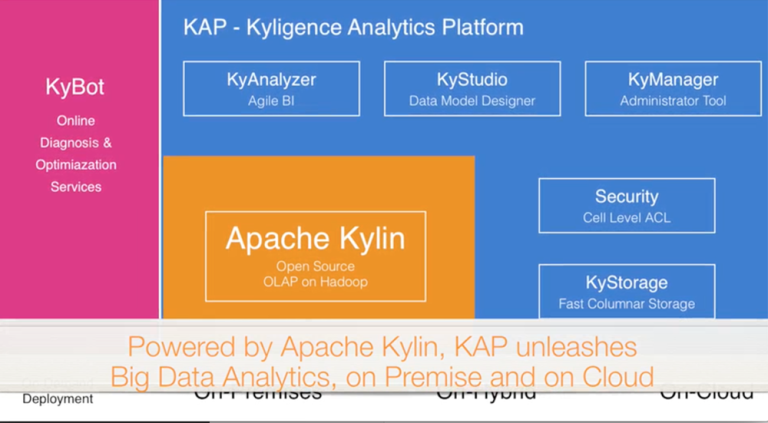 KAP - Kyligence Analytics Platform
KyBot
Online
Diagnosis &
Optimiazation
Services
KyAnalyzer
Agile BI
KyStudio
Data Model Designer
KyManager
Administrator Tool
Apache Kylin
Open Source
OLAP on Hadoop
Security
Cell Level ACL
KyStorage
Fast Columnar Storage
Powered by Apache Kylin, KAP unleashes
Big Data Analytics, on Premise and on Cloud
Deployment
On-Premises
On-Hybrid
On-Cloud